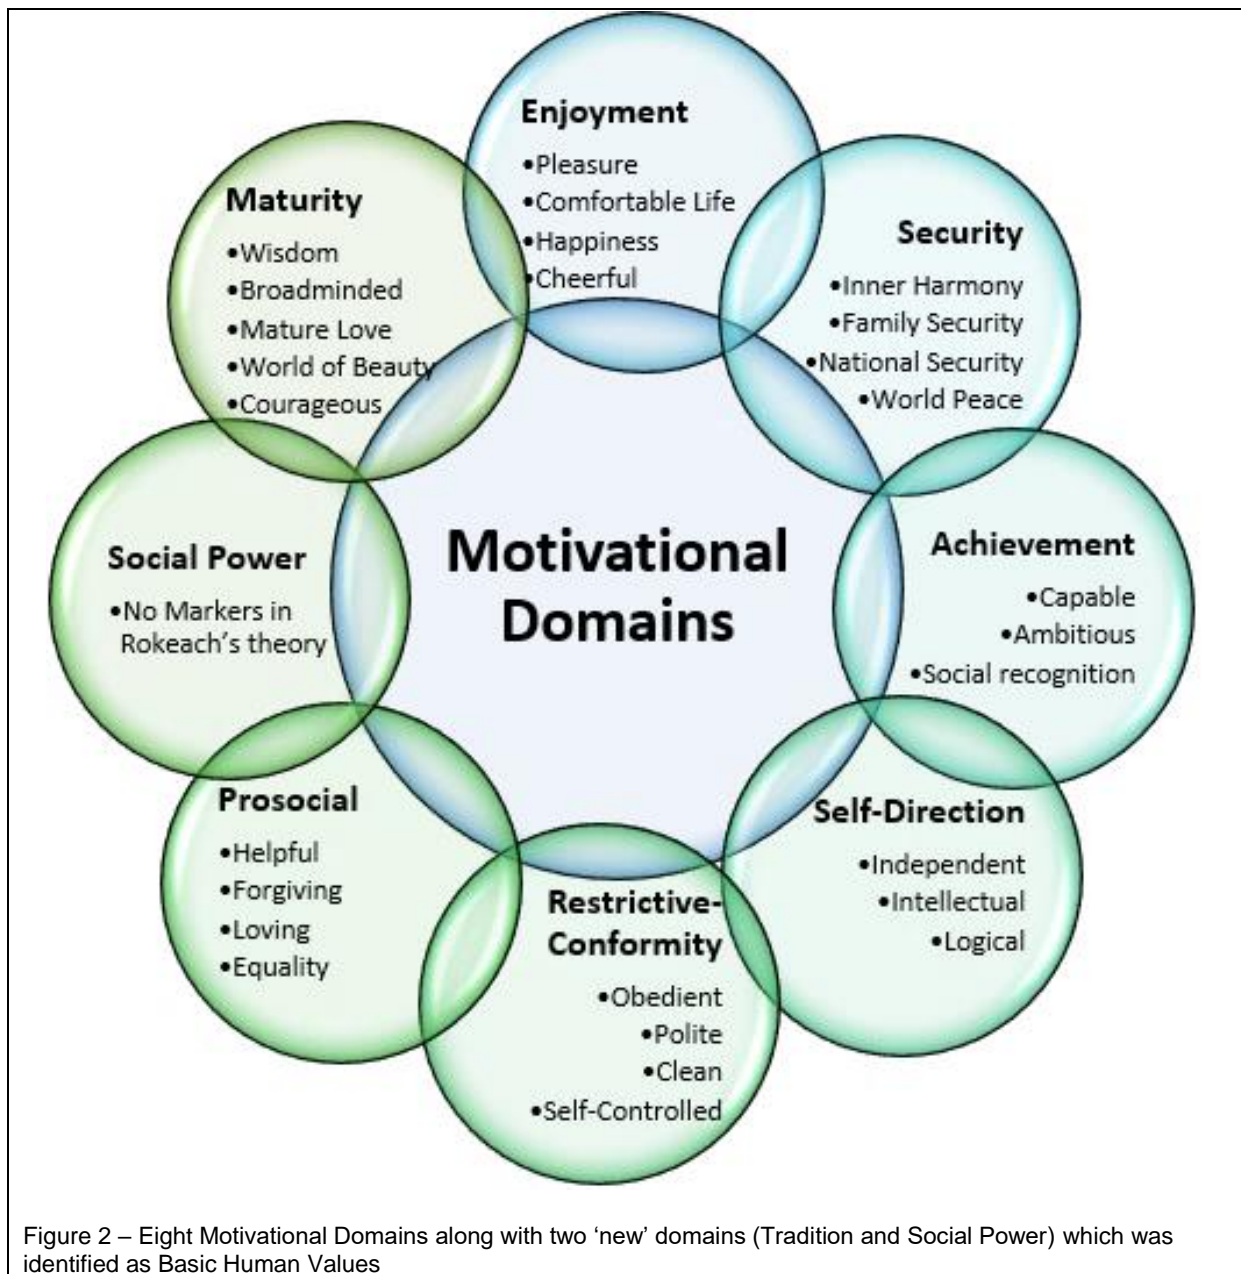 Enjoyment
•Pleasure
•Comfortable Life
•Happiness
•Cheerful
Security
•Inner Harmony
•Family Security
•National Security
•World Peace
Achievement
•Capable
•Ambitious
•Social recognition
Self-Direction
•Independent
•Intellectual
•Logical
Restrictive-
Conformity
•Obedient
•Polite
•Clean
•Self-Controlled
Prosocial
•Helpful
•Forgiving
•Loving
•Equality
Social Power
•No Markers in
Rokeach's theory
Maturity
•Wisdom
•Broadminded
•Mature Love
•World of Beauty
•Courageous
Motivational
Domains
Figure 2 – Eight Motivational Domains along with two ‘new’ domains (Tradition and Social Power) which was
identified as Basic Human Values